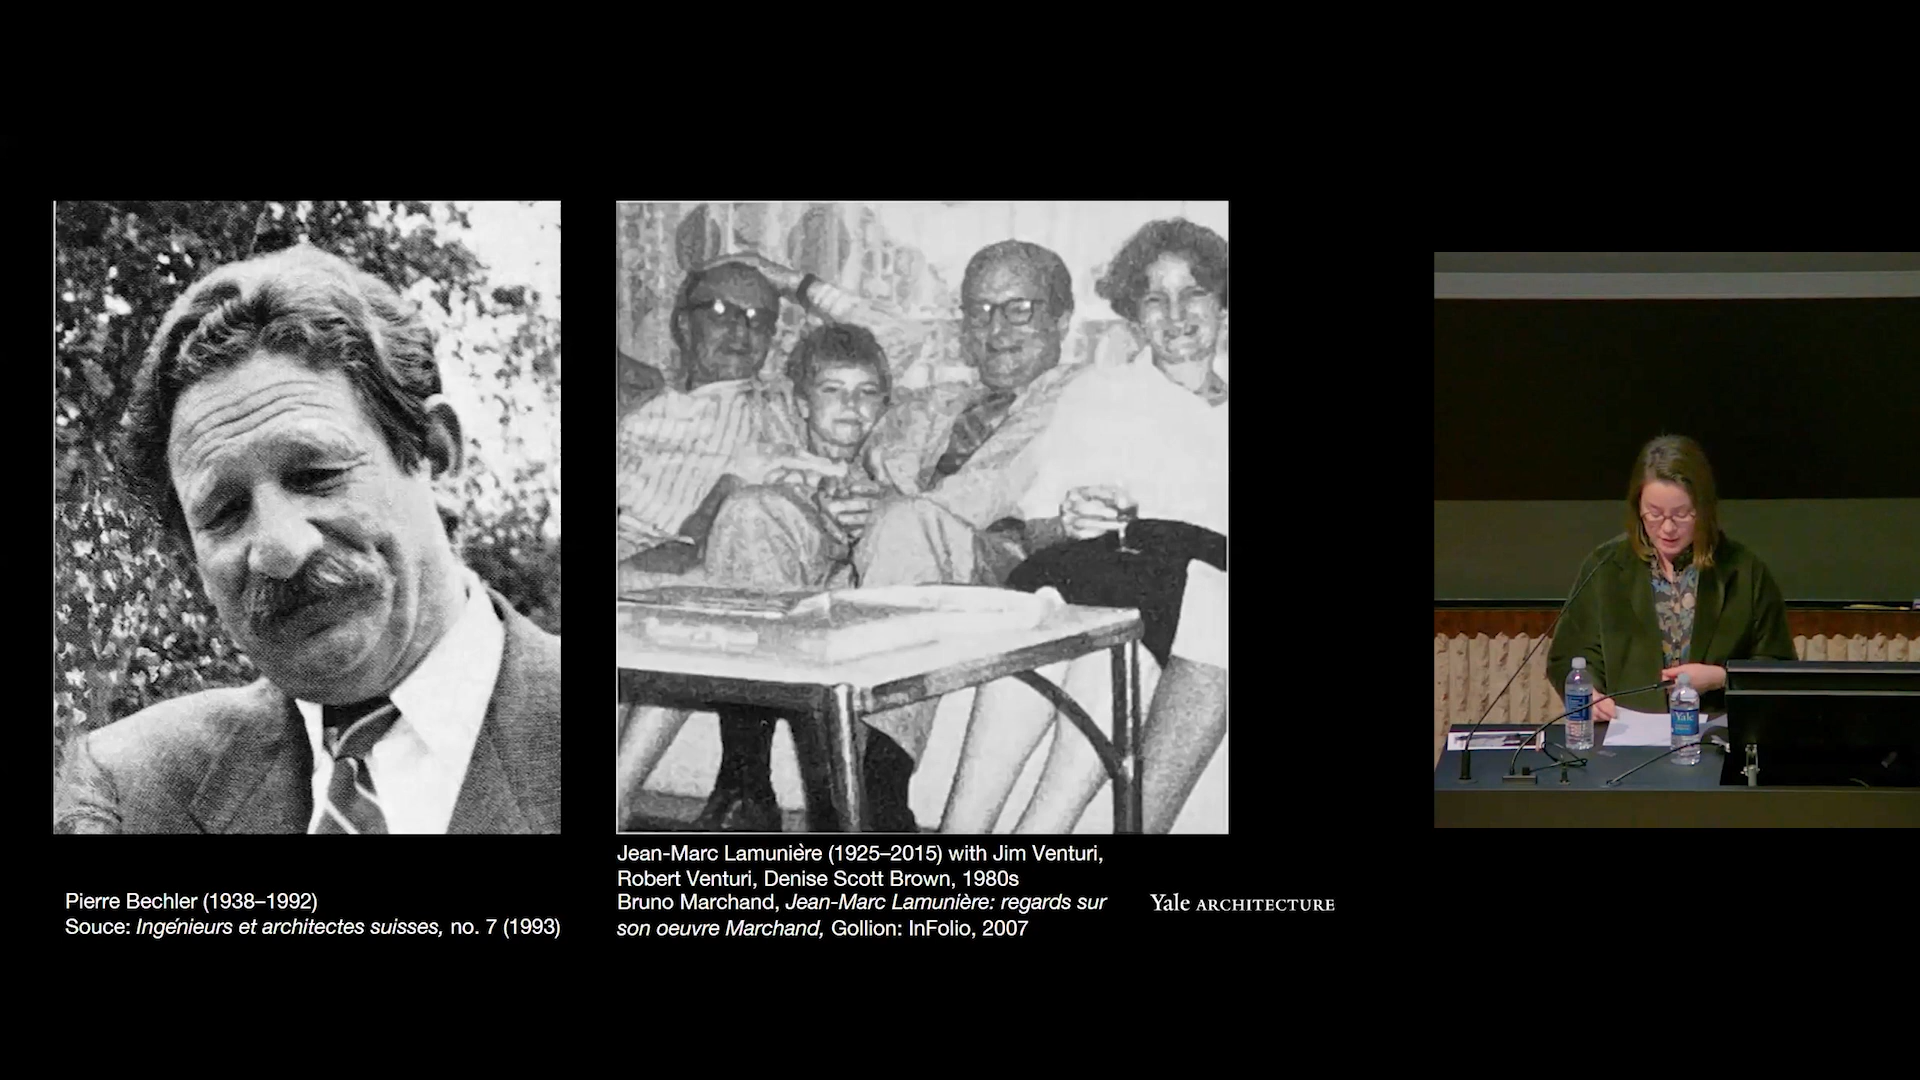 Pierre Bechler (1938–1992)
Souce: Ingénieurs et architectes suisses, no. 7 (1993)
Jean-Marc Lamunière (1925–2015) with Jim Venturi,
Robert Venturi, Denise Scott Brown, 1980s
Bruno Marchand, Jean-Marc Lamunière: regards sur
son oeuvre Marchand, Gollion: InFolio, 2007
Yale ARCHITECTURE
Yale